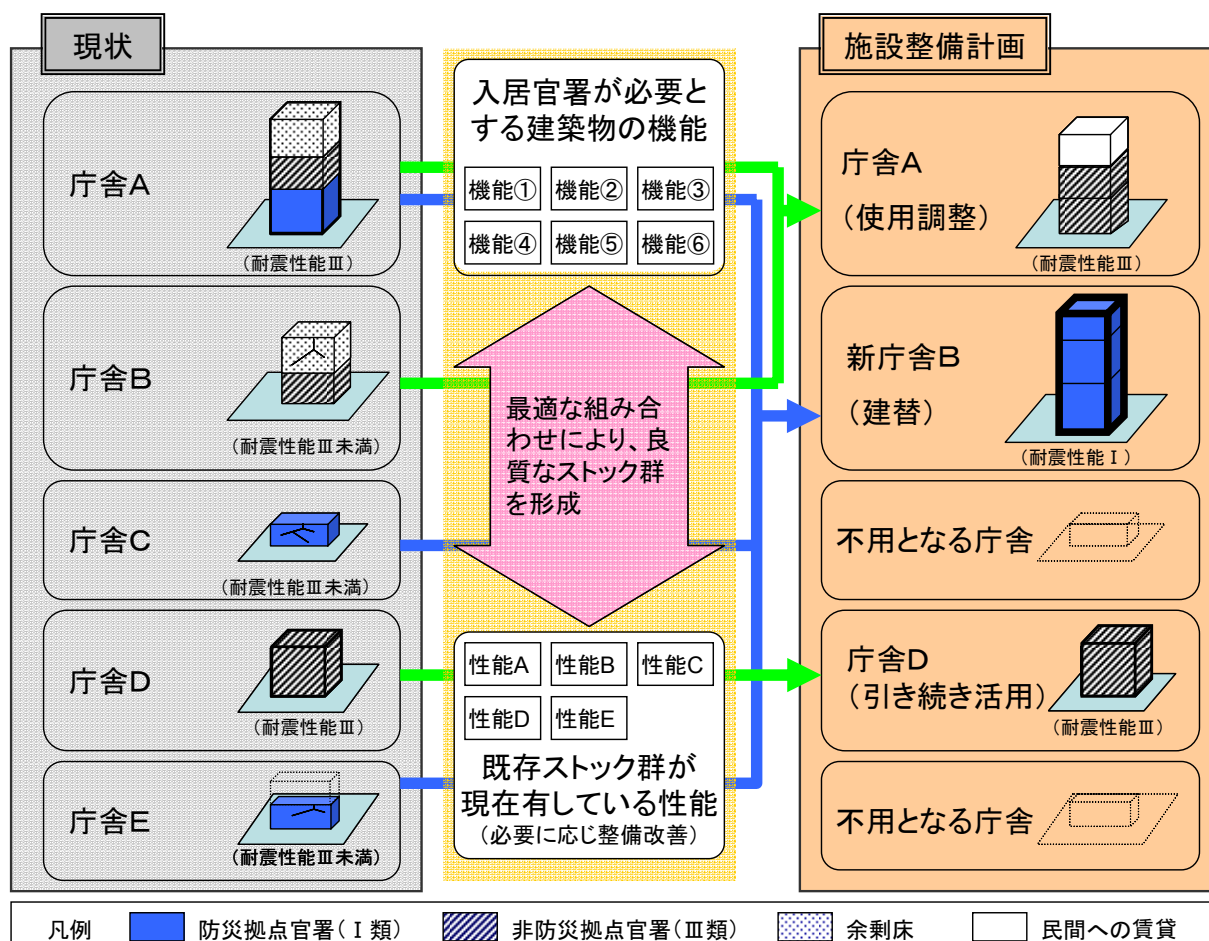 現状
庁舎A
(耐震性能Ⅲ)
庁舎B
(耐震性能Ⅲ未満)
庁舎C
(耐震性能Ⅲ未満)
庁舎D
(耐震性能Ⅲ)
庁舎E
(耐震性能Ⅲ未満)
入居官署が必要と
する建築物の機能
機能① 機能② 機能③
機能④ 機能⑤ 機能⑥
最適な組み合
わせにより、良
質なストック群
を形成
性能A 性能B 性能C
性能D 性能E
既存ストック群が
現在有している性能
(必要に応じ整備改善)
施設整備計画
庁舎A
(使用調整)
(耐震性能Ⅲ)
新庁舎B
(建替)
(耐震性能Ⅰ)
不用となる庁舎
庁舎D
(引き続き活用)
(耐震性能Ⅲ)
不用となる庁舎
凡例 防災拠点官署(Ⅰ類) 非防災拠点官署(Ⅲ類) 余剰床 民間への賃貸